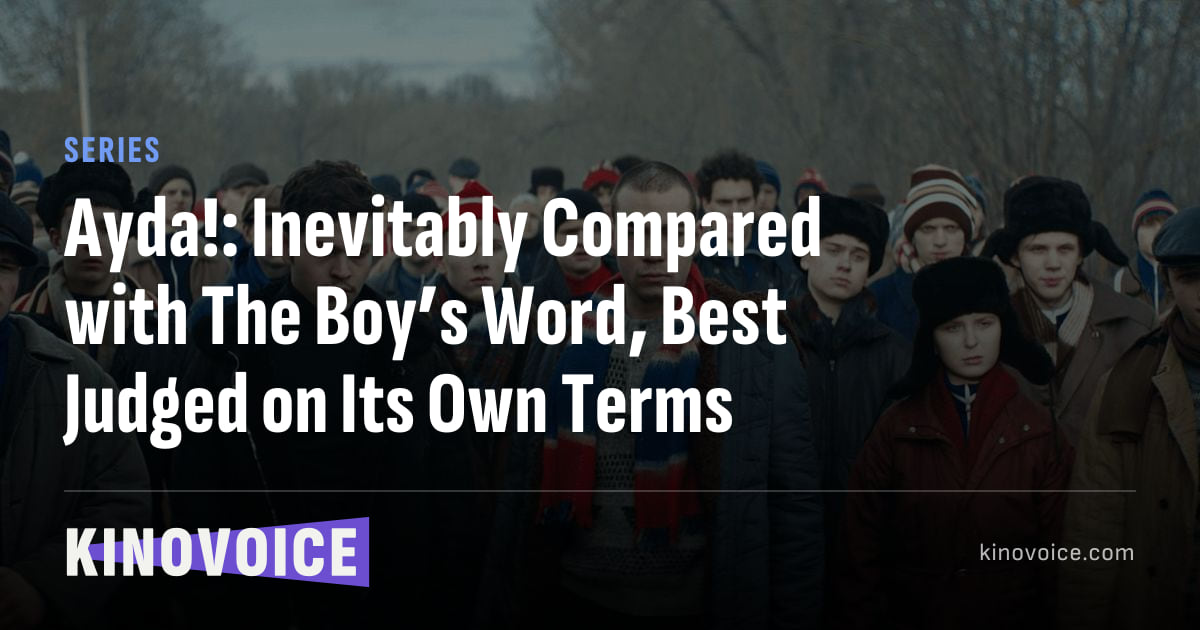 SERIES
Ayda!: Inevitably Compared
with The Boy’s Word, Best
Judged on Its Own Terms
KINOVOICE
kinovoice.com